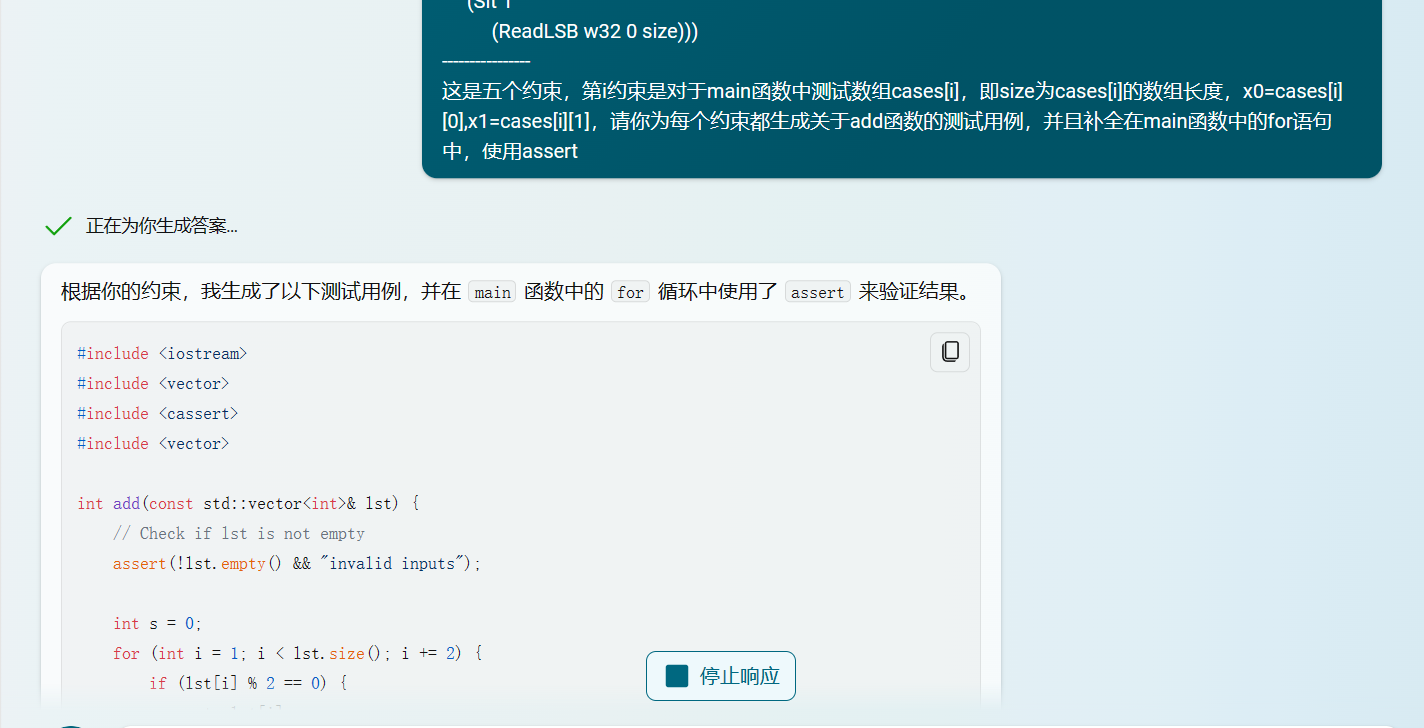 (Slt 1
(ReadLSB w32 0 size)))
----------------
这是五个约束，第i约束是对于main函数中测试数组cases[i]，即size为cases[i]的数组长度，x0=cases[i]
[0],x1=cases[i][1]，请你为每个约束都生成关于add函数的测试用例，并且补全在main函数中的for语句
中，使用assert
正在为你生成答案...
根据你的约束，我生成了以下测试用例，并在 main 函数中的 for 循环中使用了 assert 来验证结果。
#include <iostream>
#include <vector>
#include <cassert>
#include <vector>
int add(const std::vector<int>& lst) {
// Check if lst is not empty
assert(!lst.empty() && "invalid inputs");
int s = 0;
for (int i = 1; i < lst.size(); i += 2) {
if (lst[i] % 2 == 0) {
停止响应